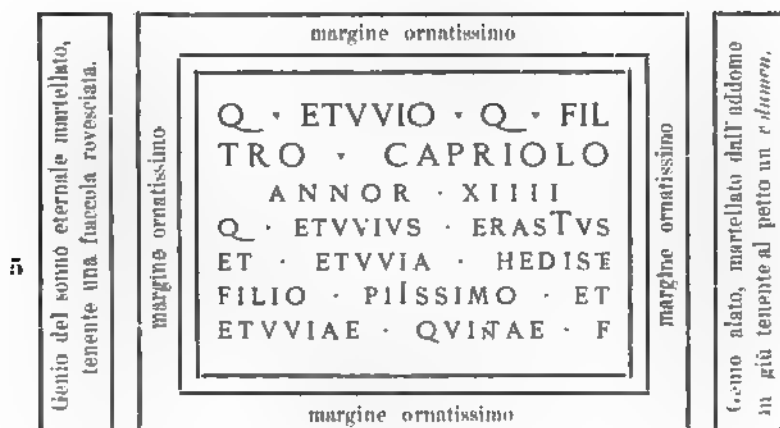 margine ornatissimo
Genio del sonno eternale martellato,
tenente una fiaccola rovesciata.
margine ornatissimo
Q · ETVVIO · Q · FIL
TRO · CAPRIOLO
ANNOR · XIIII
Q · ETVVIVS · ERASTVS
ET · ETVVIA · HEDISTE
FILIO · PIISSIMO · ET
ETVVIAE · QVINTAE · F
margine ornatissimo
Genio alato, martellato dall'addome
in giù tenente al petto un volumen.
margine ornatissimo
5